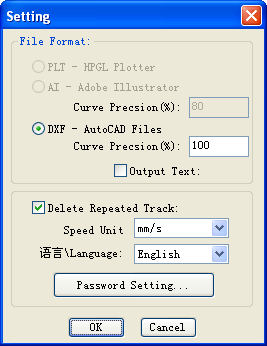 Setting
File Format:
PLT - HPGL Plotter
AI - Adobe Illustrator
Curve Precsion(%): 80
DXF - AutoCAD Files
Curve Precsion(%): 100
Output Text:
Delete Repeated Track:
Speed Unit mm/s
语言\Language: English
Password Setting...
OK Cancel